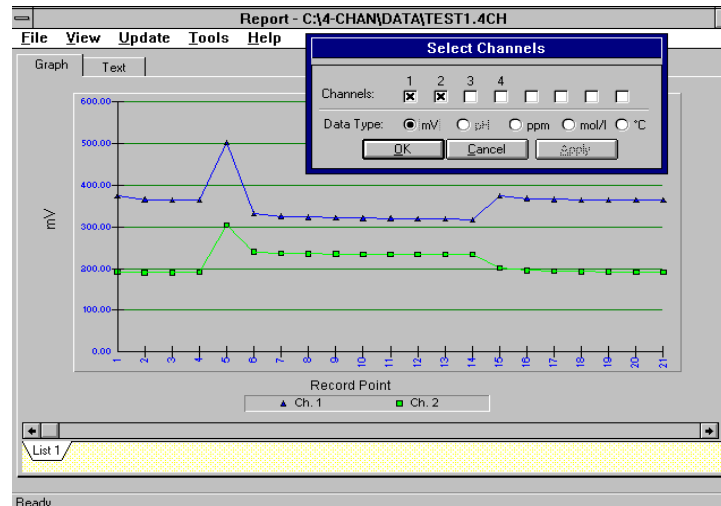 Report - C:\4-CHAN\DATA\TEST1.4CH
File View Update Tools Help
Select Channels
1 2 3 4
Channels:
Data Type: mV pH ppm mol/l °C
OK Cancel Apply
Graph Text
600.00
500.00
400.00
300.00
200.00
100.00
0.00
mV
1 2 3 4 5 6 7 8 9 10 11 12 13 14 15 16 17 18 19 20 21
Record Point
Ch. 1 Ch. 2
List 1
Ready